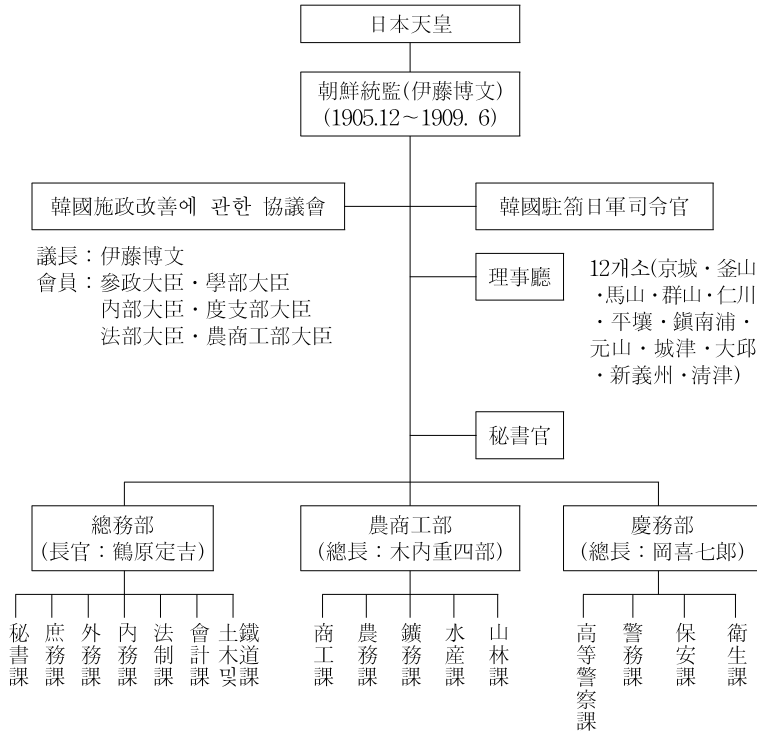 日本天皇
朝鮮統監(伊藤博文)
(1905.12～1909. 6)
韓國施政改善에 관한 協議會
韓國駐箚日軍司令官
議長：伊藤博文
會員：參政大臣・學部大臣
內部大臣・度支部大臣
法部大臣・農商工部大臣
理事廳
12개소(京城・釜山
・馬山・群山・仁川
・平壤・鎭南浦・
元山・城津・大邱
・新義州・淸津)
秘書官
總務部
(長官：鶴原定吉)
農商工部
(總長：木內重四部)
慶務部
(總長：岡喜七郎)
秘書課
庶務課
外務課
內務課
法制課
會計課
土木및
鐵道課
商工課
農務課
鑛務課
水産課
山林課
高等警察課
警務課
保安課
衛生課